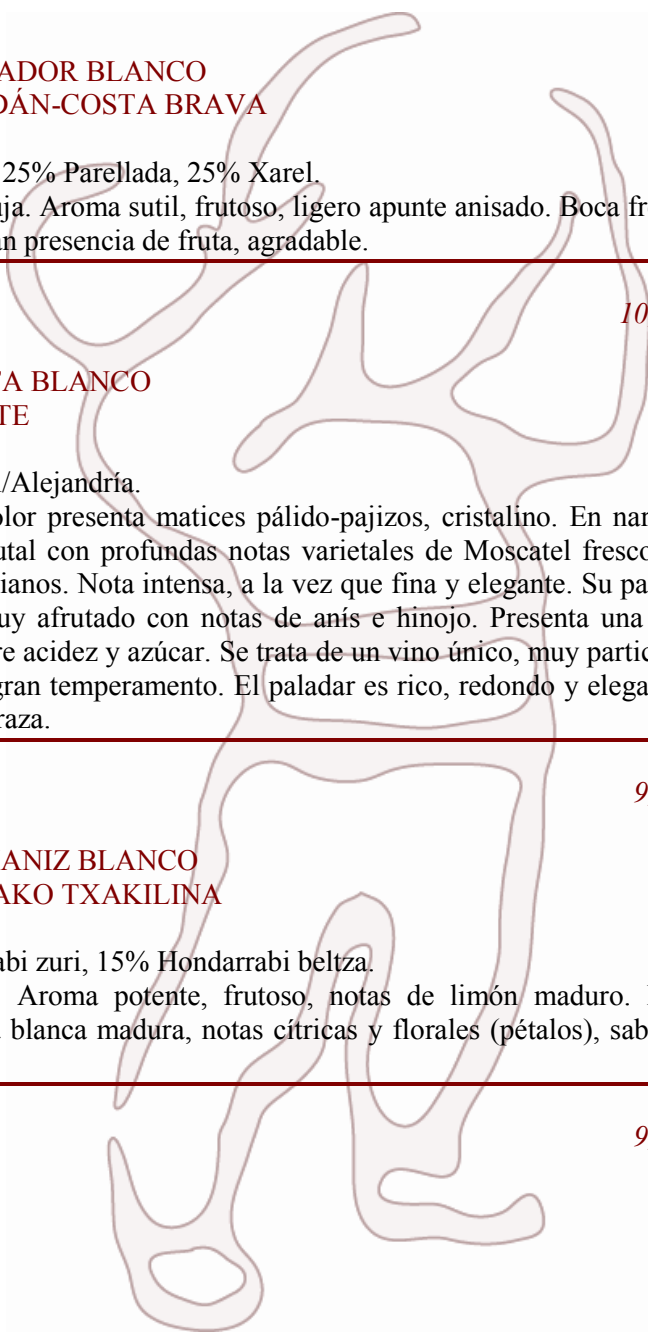 ADOR BLANCO
DÁN-COSTA BRAVA
25% Parellada, 25% Xarel.
ja. Aroma sutil, frutoso, ligero apunte anisado. Boca fr
an presencia de fruta, agradable.
10
TA BLANCO
TE
/Alejandría.
olor presenta matices pálido-pajizos, cristalino. En nar
utal con profundas notas varietales de Moscatel fresco
ianos. Nota intensa, a la vez que fina y elegante. Su pa
uy afrutado con notas de anís e hinojo. Presenta una
re acidez y azúcar. Se trata de un vino único, muy partic
gran temperamento. El paladar es rico, redondo y elega
raza.
9
ANIZ BLANCO
AKO TXAKILINA
abi zuri, 15% Hondarrabi beltza.
Aroma potente, frutoso, notas de limón maduro.
blanca madura, notas cítricas y florales (pétalos), sab
9